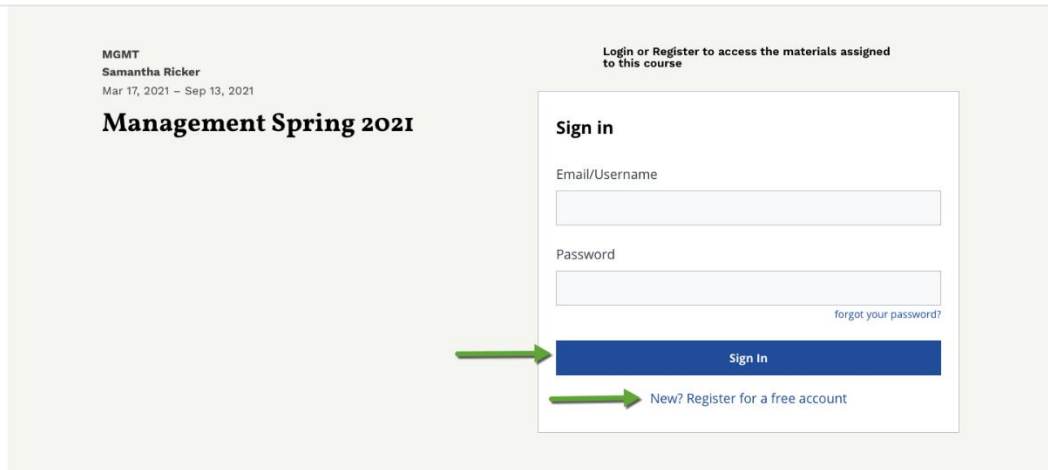 MGMT
Samantha Ricker
Mar 17, 2021 – Sep 13, 2021
Management Spring 2021
Login or Register to access the materials assigned
to this course
Sign in
Email/Username
Password
forgot your password?
Sign In
New? Register for a free account